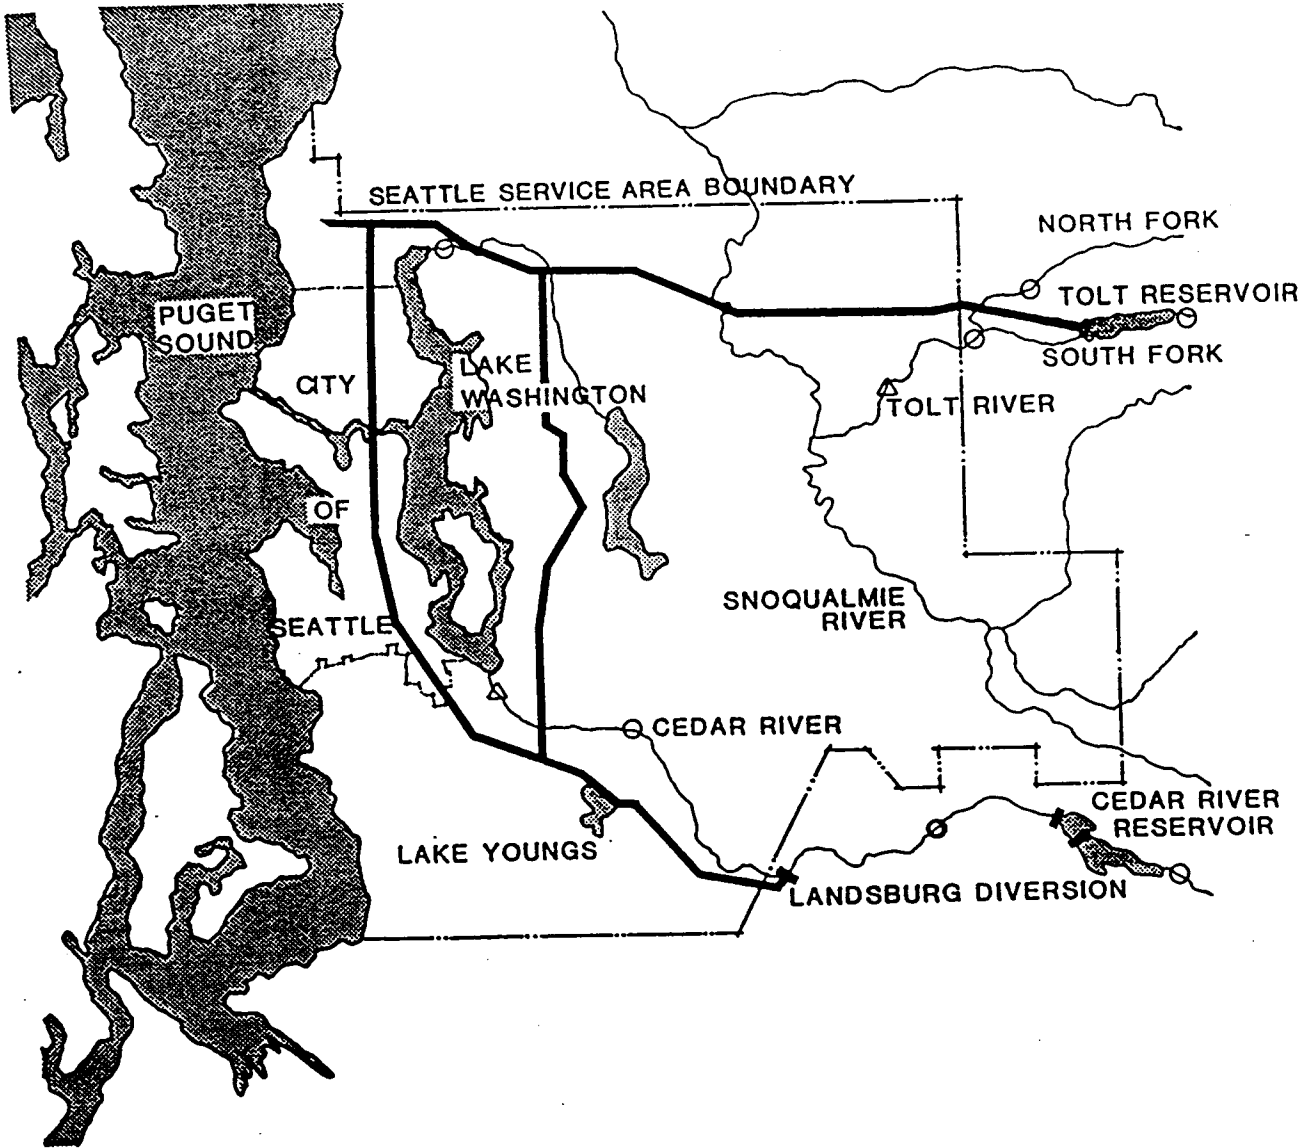 SEATTLE SERVICE AREA BOUNDARY
NORTH FORK
TOLT RESERVOIR
PUGET
SOUND
SOUTH FORK
LAKE
WASHINGTON
CITY
TOLT RIVER
OF
SNOQUALMIE
RIVER
SEATTLE
CEDAR RIVER
CEDAR RIVER
RESERVOIR
LAKE YOUNGS
LANDSBURG DIVERSION